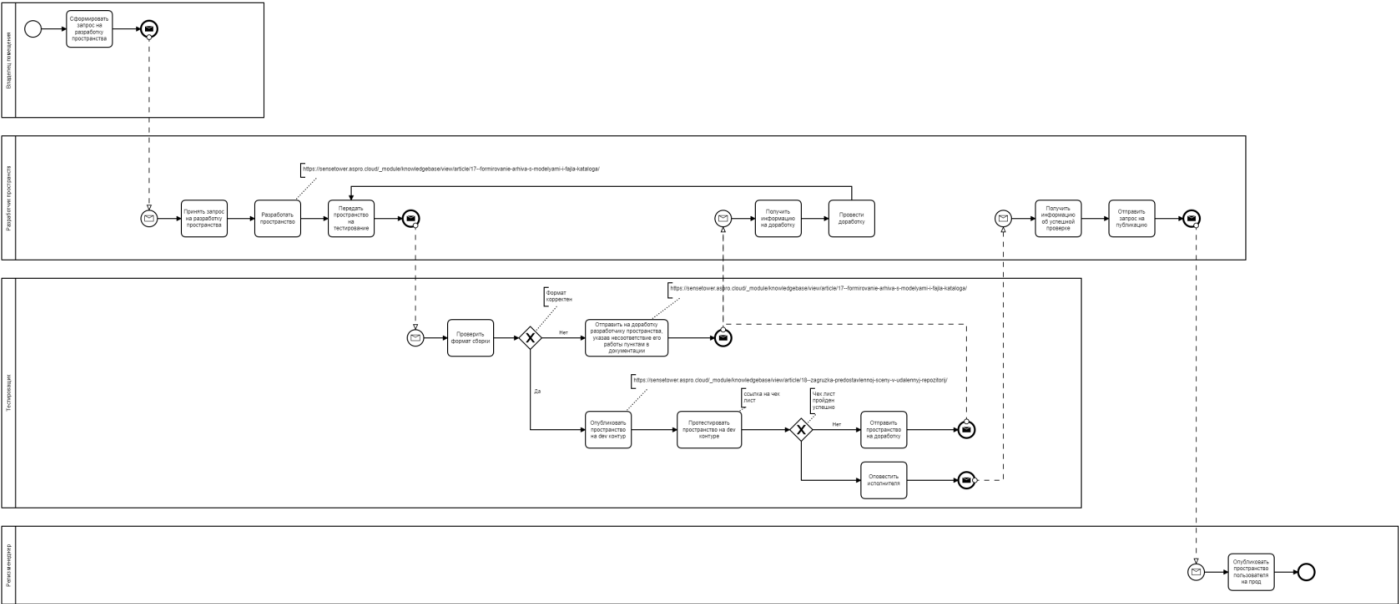 Владелец помещения
Сформировать
запрос на
разработку
пространства
Разработчик пространств
https://sensetower.aspro.cloud/_module/knowledgebase/view/article/17--formirovanie-arhiva-s-modelyami-i-fajla-kataloga/
Принять запрос
на разработку
пространства
Разработать
пространство
Передать
пространство
на
тестирование
Получить
информацию
на доработку
Провести
доработку
Получить
информацию
об успешной
проверке
Отправить
запрос на
публикацию
Тестировщик
Формат
корректен
https://sensetower.aspro.cloud/_module/knowledgebase/view/article/17--formirovanie-arhiva-s-modelyami-i-fajla-kataloga/
Проверить
формат сборки
Нет
Отправить на доработку
разработчику пространства,
указав несоответствие его
работы пунктам в
документации
https://sensetower.aspro.cloud/_module/knowledgebase/view/article/18--zagruzka-predostavlennoj-sceny-v-udalennyj-repozitorij/
Да
ссылка на чек
лист
Чек лист
пройден
успешно
Опубликовать
пространство
на dev контур
Протестировать
пространство на dev
контуре
Нет
Отправить
пространство
на доработку
Оповестить
исполнителя
Релиз менеджер
Опубликовать
пространство
пользователя
на прод